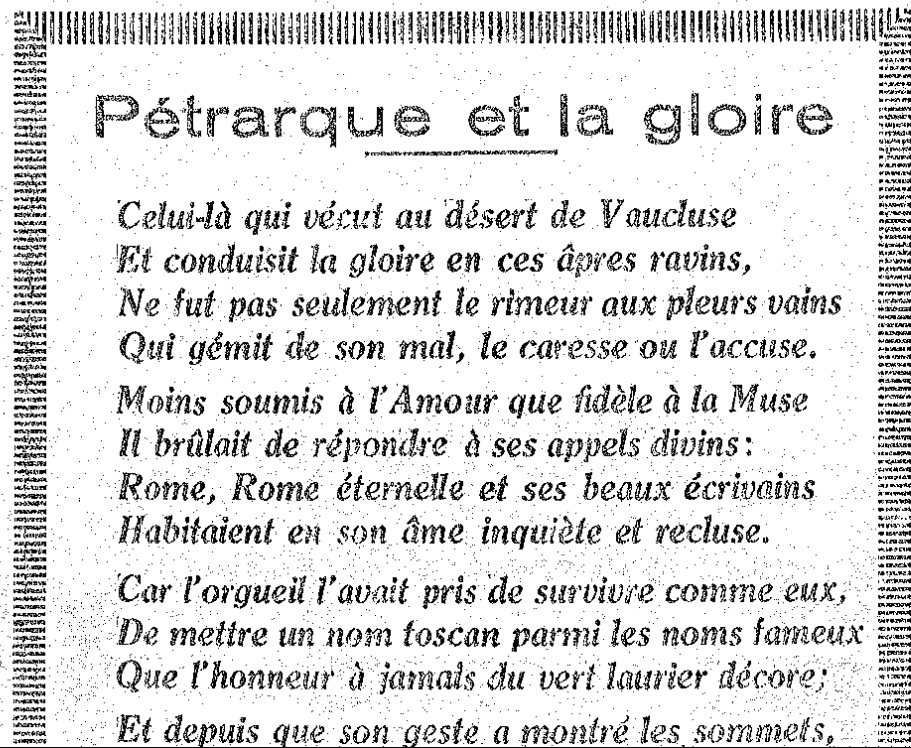 Pétrarque et la gloire
Celui-là qui vécut au désert de Vaucluse
Et conduisit la gloire en ces âpres ravins,
Ne fut pas seulement le rimeur aux pleurs vains
Qui gémit de son mal, le caresse ou l'accuse.
Moins soumis à l'Amour que fidèle à la Muse
Il brûlait de répondre à ses appels divins:
Rome, Rome éternelle et ses beaux écrivains
Habitaient en son âme inquiète et recluse.
Car l'orgueil l'avait pris de survivre comme eux,
De mettre un nom toscan parmi les noms fameux
Que l'honneur à jamais du vert laurier décore;
Et depuis que son geste a montré les sommets,